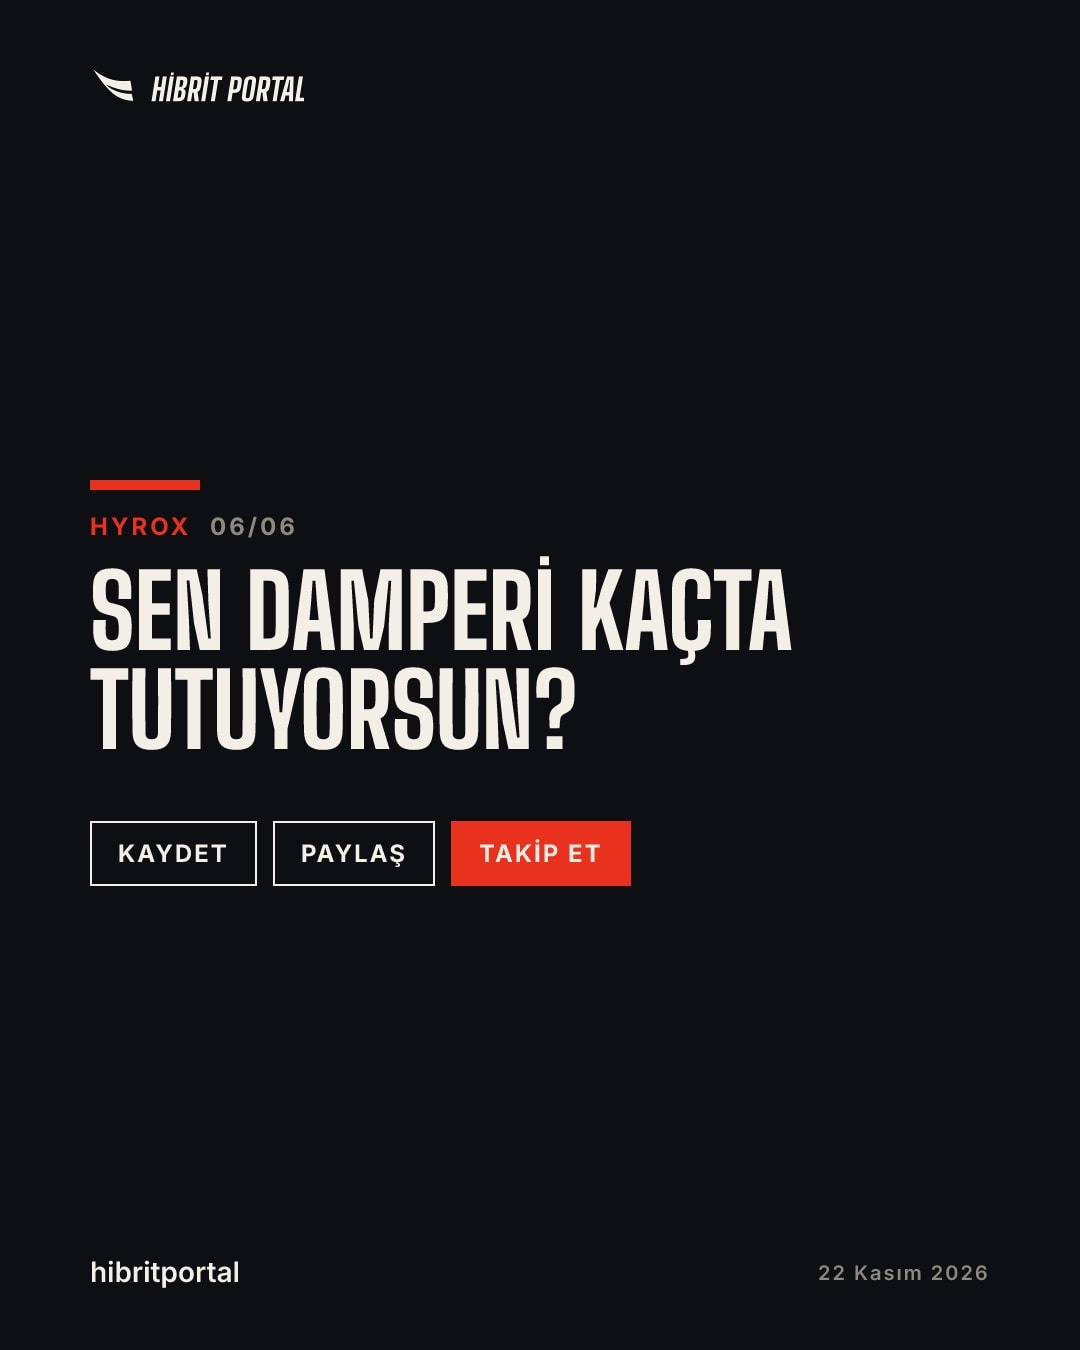 HİBRİT PORTAL
HYROX 06/06
SEN DAMPERİ KAÇTA
TUTUYORSUN?
KAYDET PAYLAŞ TAKİP ET
hibritportal 22 Kasım 2026